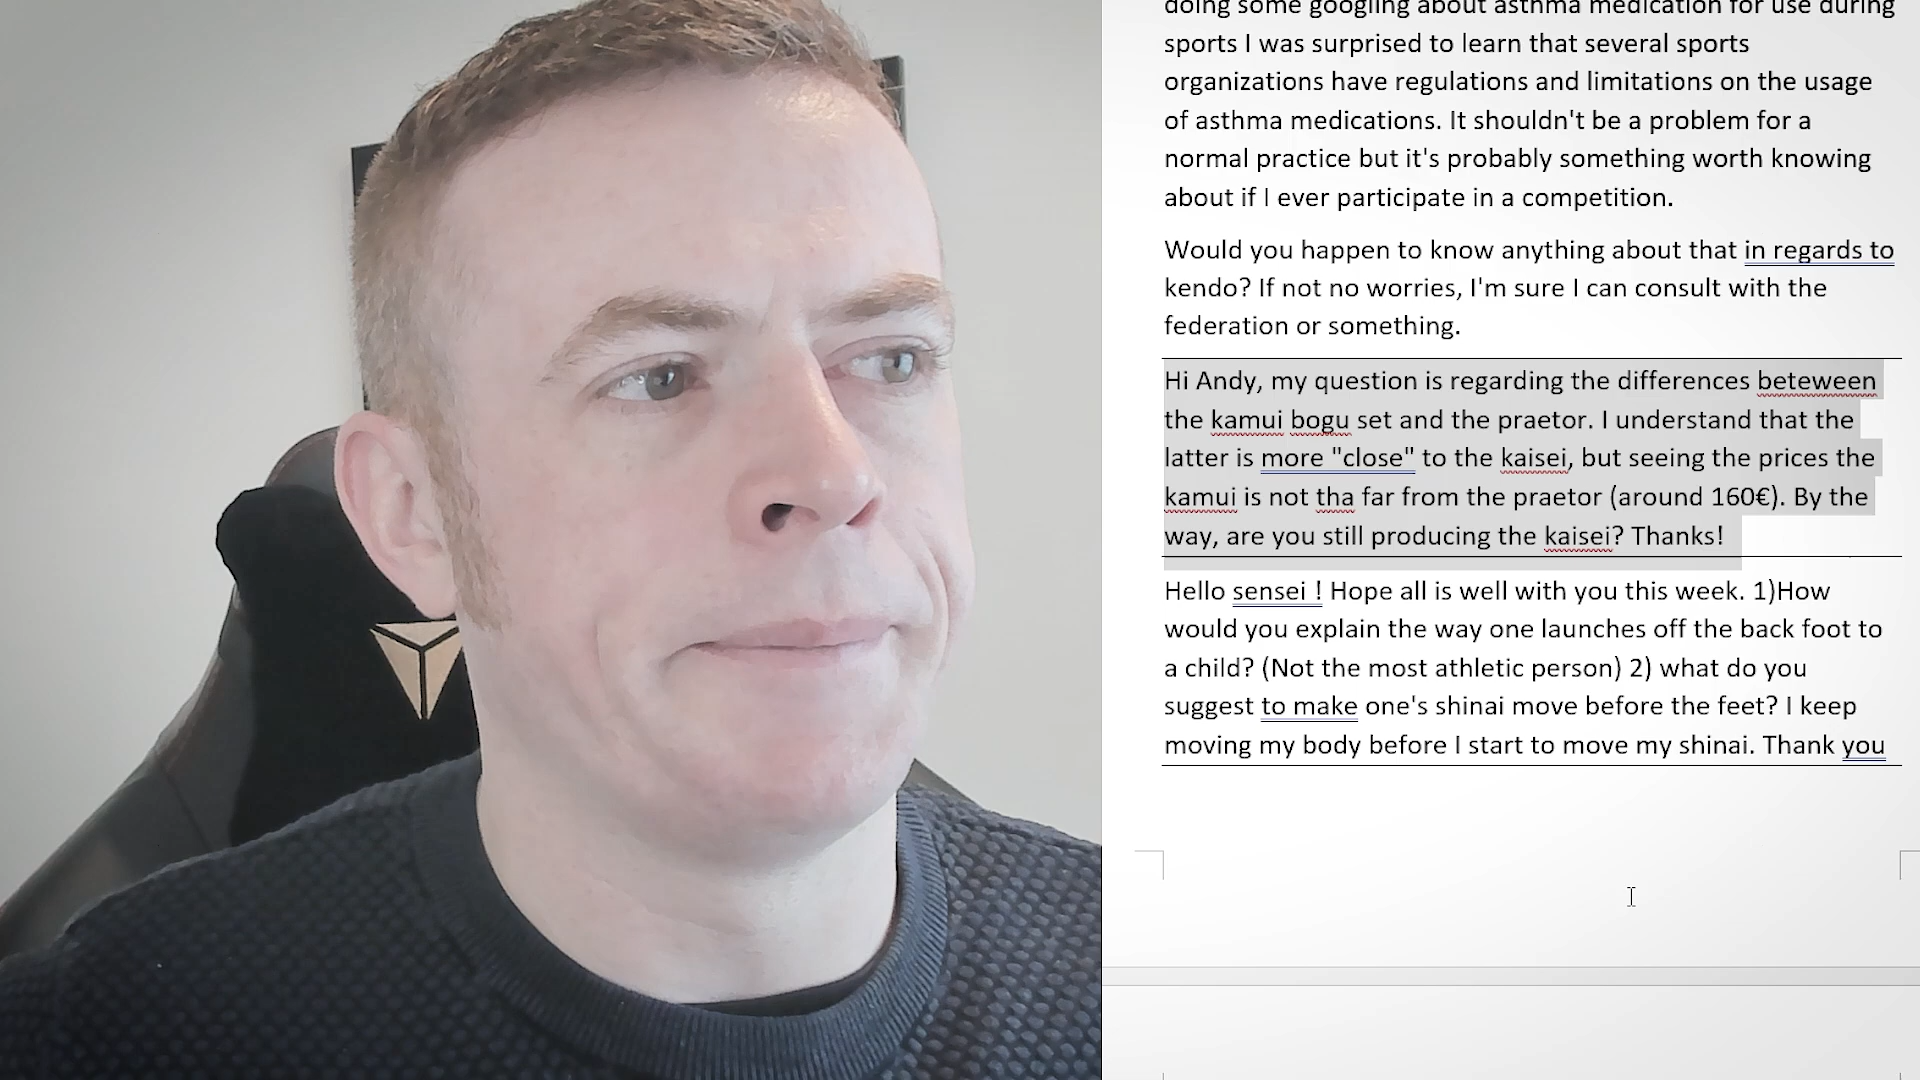 doing some googling about asthma medication for use during
sports I was surprised to learn that several sports
organizations have regulations and limitations on the usage
of asthma medications. It shouldn't be a problem for a
normal practice but it's probably something worth knowing
about if I ever participate in a competition.
Would you happen to know anything about that in regards to
kendo? If not no worries, I'm sure I can consult with the
federation or something.
Hi Andy, my question is regarding the differences beteween
the kamui bogu set and the praetor. I understand that the
latter is more "close" to the kaisei, but seeing the prices the
kamui is not tha far from the praetor (around 160€). By the
way, are you still producing the kaisei? Thanks!
Hello sensei ! Hope all is well with you this week. 1)How
would you explain the way one launches off the back foot to
a child? (Not the most athletic person) 2) what do you
suggest to make one's shinai move before the feet? I keep
moving my body before I start to move my shinai. Thank you